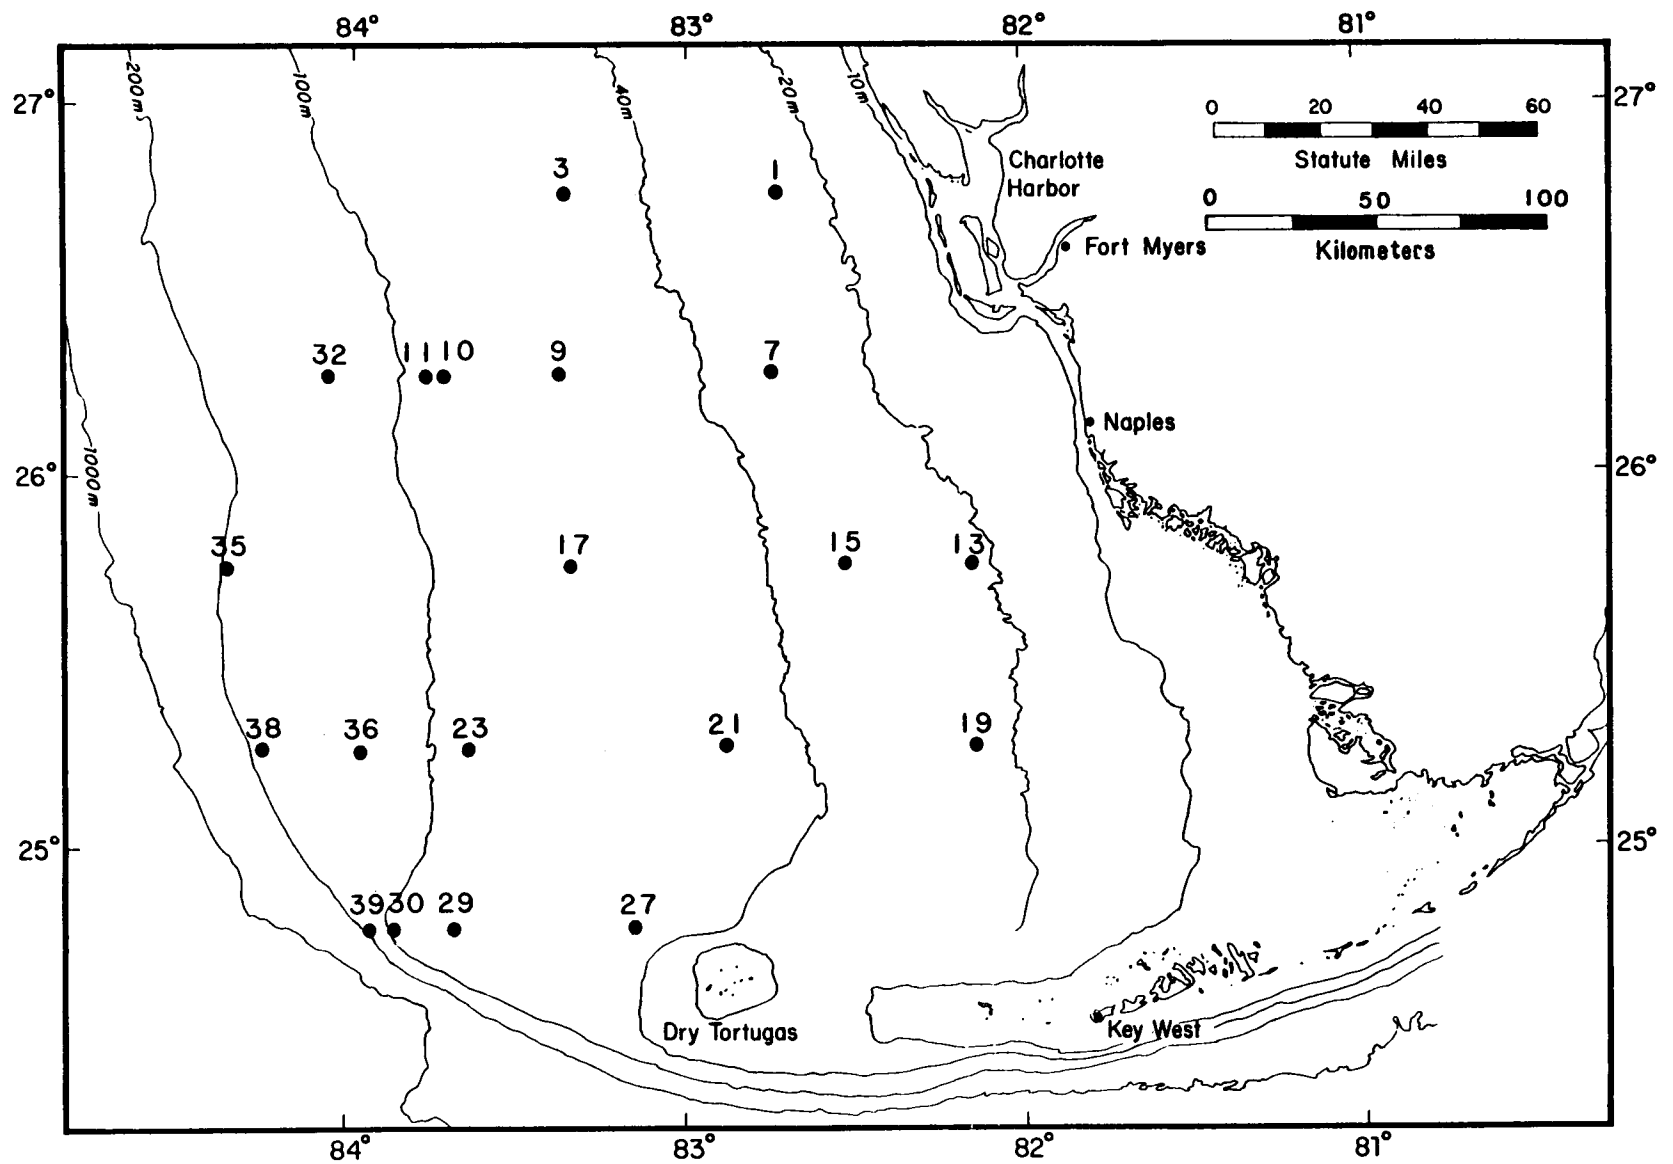 84° 83° 82° 81°
200m 100m 40m 20m 10m
27° 27°
0 20 40 60
Statute Miles
Charlotte
Harbor
3 1
0 50 100
Kilometers
Fort Myers
32 11 10 9 7
Naples
1000m
26° 26°
35 17 15 13
38 36 23 21 19
25° 25°
39 30 29 27
Dry Tortugas
Key West
84° 83° 82° 81°